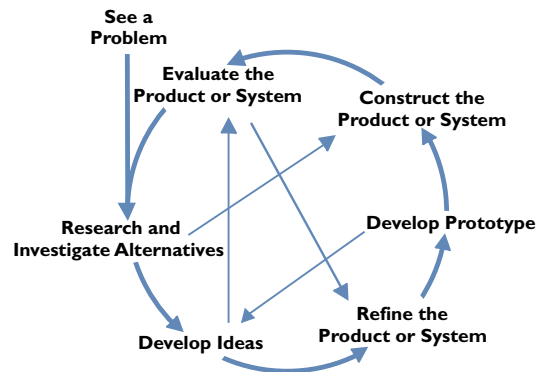 See a
Problem
Evaluate the
Product or System
Construct the
Product or System
Research and
Investigate Alternatives
Develop Prototype
Refine the
Product or System
Develop Ideas